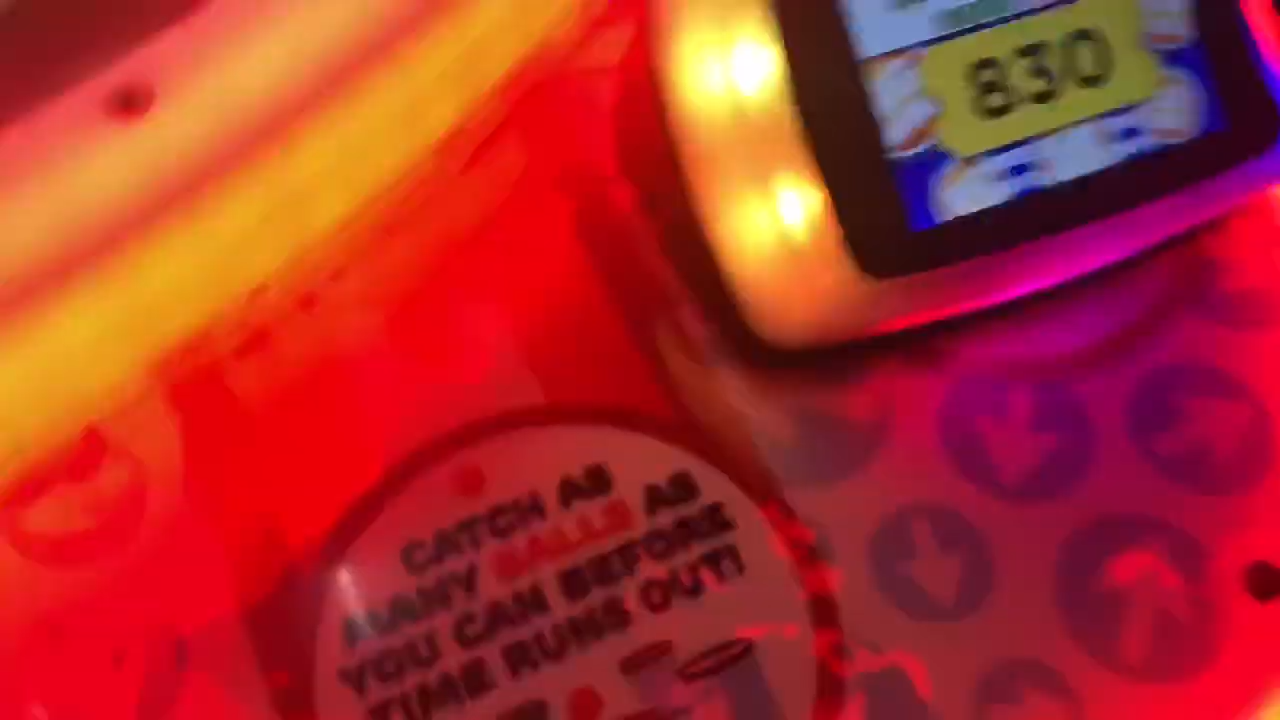 830
CATCH AS
MANY BALLS AS
YOU CAN BEFORE
TIME RUNS OUT!